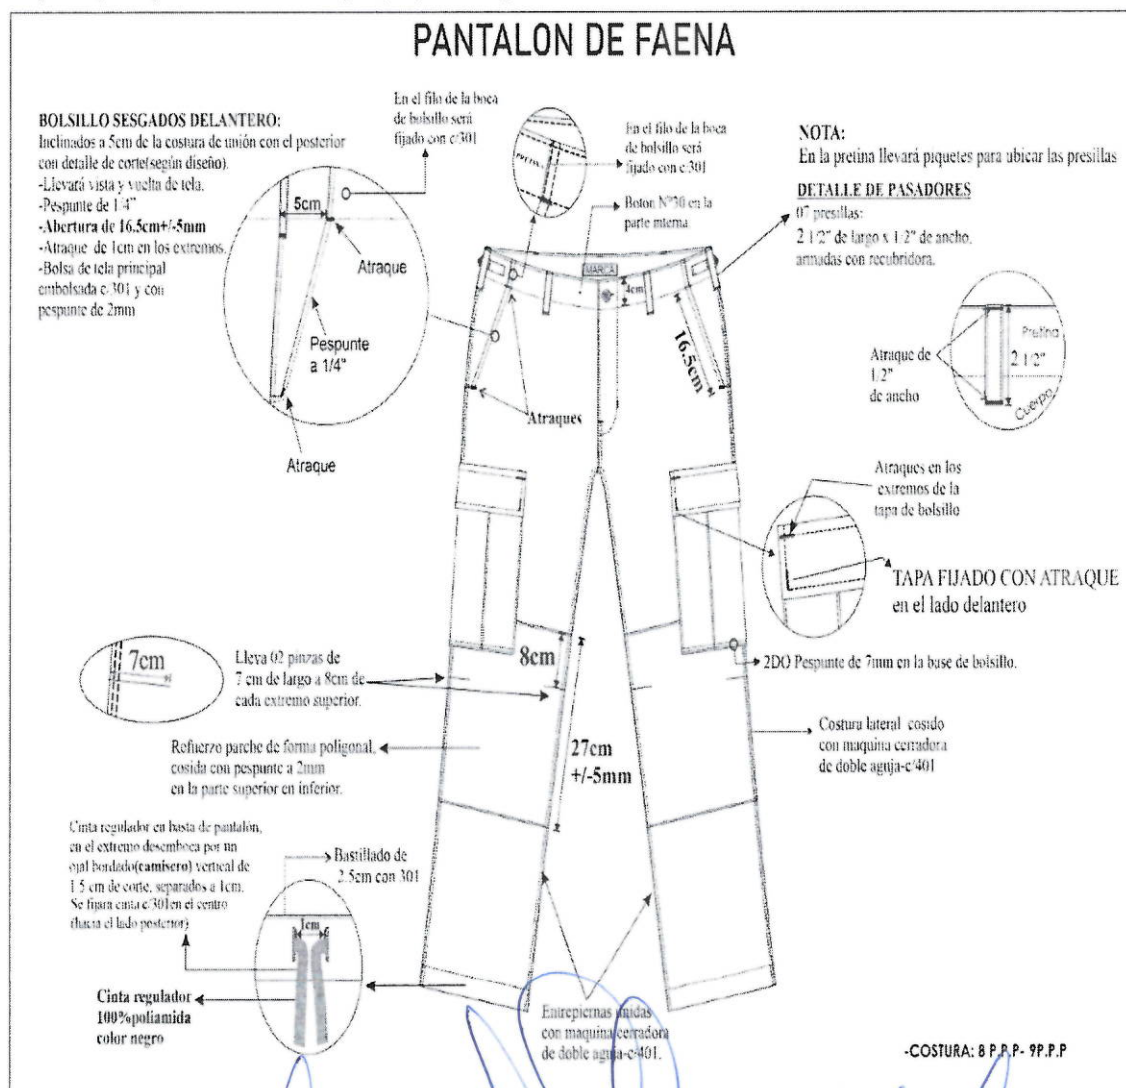 PANTALON DE FAENA
BOLSILLO SESGADOS DELANTERO:
Inclinados a 5cm de la costura de unión con el posterior
con detalle de corte(según diseño).
-Llevará vista y vuelta de tela.
-Pespunte de 1/4"
-Abertura de 16.5cm+/-5mm
-Atraque de 1cm en los extremos.
-Bolsa de tela principal
embolsada c/301 y con
pespunte de 2mm
5cm
Atraque
Pespunte
a 1/4"
Atraque
En el filo de la boca
de bolsillo será
fijado con c/301
PRETINA
En el filo de la boca
de bolsillo será
fijado con c/301
Boton N°30 en la
parte interna
NOTA:
En la pretina llevará piquetes para ubicar las presillas
DETALLE DE PASADORES
07 presillas:
2 1/2" de largo x 1/2" de ancho,
armadas con recubridora.
MARCA
4cm
16.5cm
Atraques
Atraque de
1/2"
de ancho
Pretina
2 1/2"
Cuerpo
Atraques en los
extremos de la
tapa de bolsillo
TAPA FIJADO CON ATRAQUE
en el lado delantero
7cm
Lleva 02 pinzas de
7 cm de largo a 8cm de
cada extremo superior.
8cm
2DO Pespunte de 7mm en la base de bolsillo.
Refuerzo parche de forma poligonal,
cosida con pespunte a 2mm
en la parte superior en inferior.
27cm
+/-5mm
Costura lateral cosido
con maquina cerradora
de doble aguja-c/401
Cinta regulador en basta de pantalón,
en el extremo desemboca por un
ojal bordado(camisero) vertical de
1.5 cm de corte, separados a 1cm.
Se fijara cinta c/301 en el centro
(hacia el lado posterior)
Bastillado de
2.5cm con 301
1cm
Cinta regulador
100%poliamida
color negro
Entrepiernas unidas
con maquina cerradora
de doble aguja-c/401.
-COSTURA: 8 P.P.P- 9P.P.P